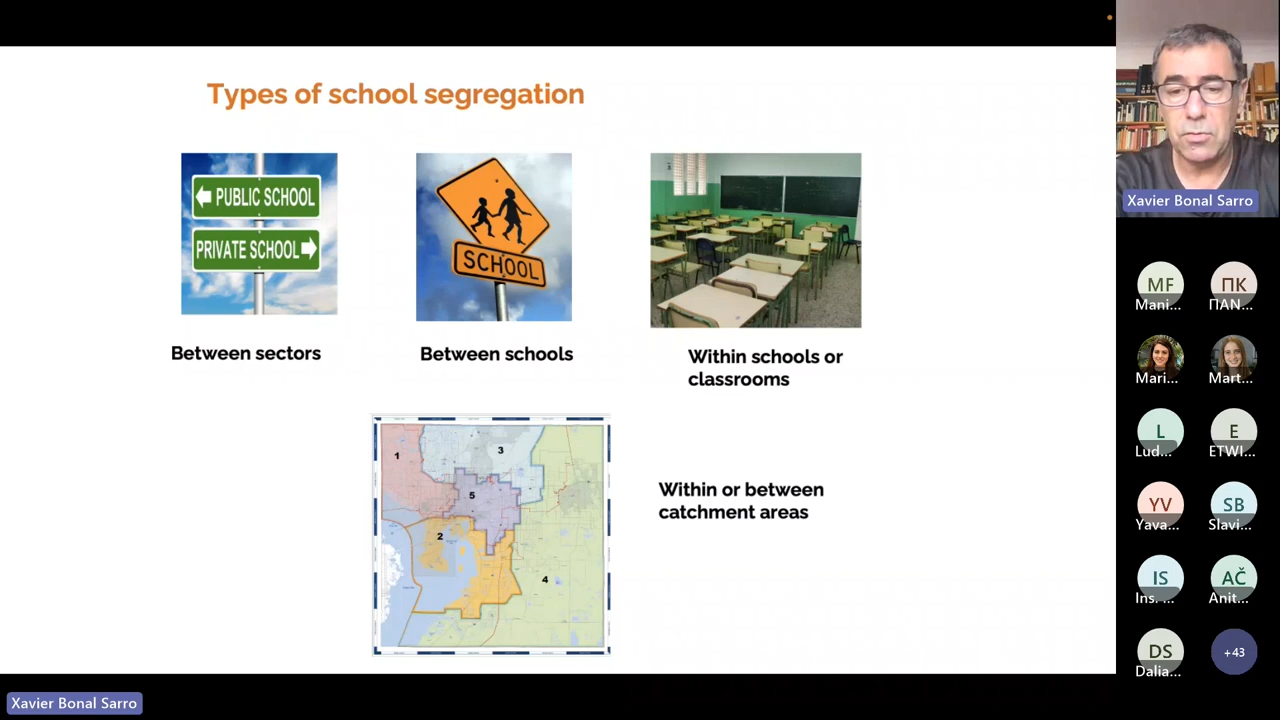 Types of school segregation
PUBLIC SCHOOL
PRIVATE SCHOOL
SCHOOL
Between sectors
Between schools
Within schools or
classrooms
1
3
5
2
4
Within or between
catchment areas
Xavier Bonal Sarro
MF
Mani...
ПК
ПАN...
Mari...
Mart...
L
Lud...
E
ETWI...
YV
Yava...
SB
Slavi...
IS
Ins. ...
AČ
Anit...
DS
Dalia...
+43
Xavier Bonal Sarro